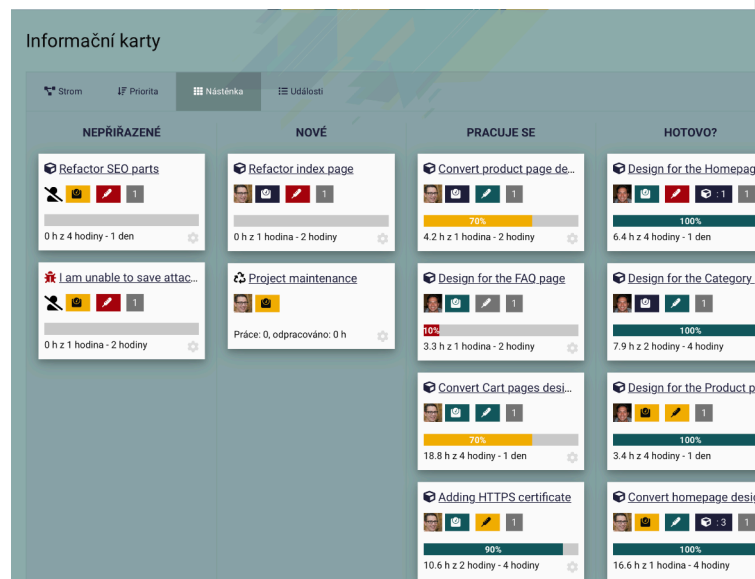 Informační karty
Strom
Priorita
Nástěnka
Události
NEPŘIŘAZENÉ
Refactor SEO parts
1
0 h z 4 hodiny - 1 den
I am unable to save attac...
1
0 h z 1 hodina - 2 hodiny
NOVÉ
Refactor index page
1
0 h z 1 hodina - 2 hodiny
Project maintenance
Práce: 0, odpracováno: 0 h
PRACUJE SE
Convert product page de...
1
70%
4.2 h z 1 hodina - 2 hodiny
Design for the FAQ page
1
10%
3.3 h z 1 hodina - 2 hodiny
Convert Cart pages desi...
1
70%
18.8 h z 4 hodiny - 1 den
Adding HTTPS certificate
1
90%
10.6 h z 2 hodiny - 4 hodiny
HOTOVO?
Design for the Homepag
:1 1
100%
6.4 h z 4 hodiny - 1 den
Design for the Category
1
100%
7.9 h z 2 hodiny - 4 hodiny
Design for the Product p
1
100%
3.4 h z 4 hodiny - 1 den
Convert homepage desi
:3 1
100%
16.6 h z 1 hodina - 4 hodiny